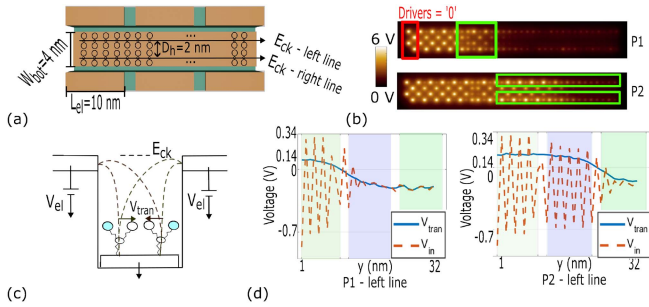 Drivers = '0'
W_bot=4 nm
D_h=2 nm
E_ck - left line
E_ck - right line
L_el=10 nm
(a)
6 V
0 V
P1
P2
(b)
E_ck
V_el
V_el
V_tran
(c)
0.34
0.14
0
-0.7
Voltage (V)
V_tran
V_in
1
y (nm)
32
P1 - left line
0.34
0.14
0
-0.7
Voltage (V)
V_tran
V_in
1
y (nm)
32
P2 - left line
(d)